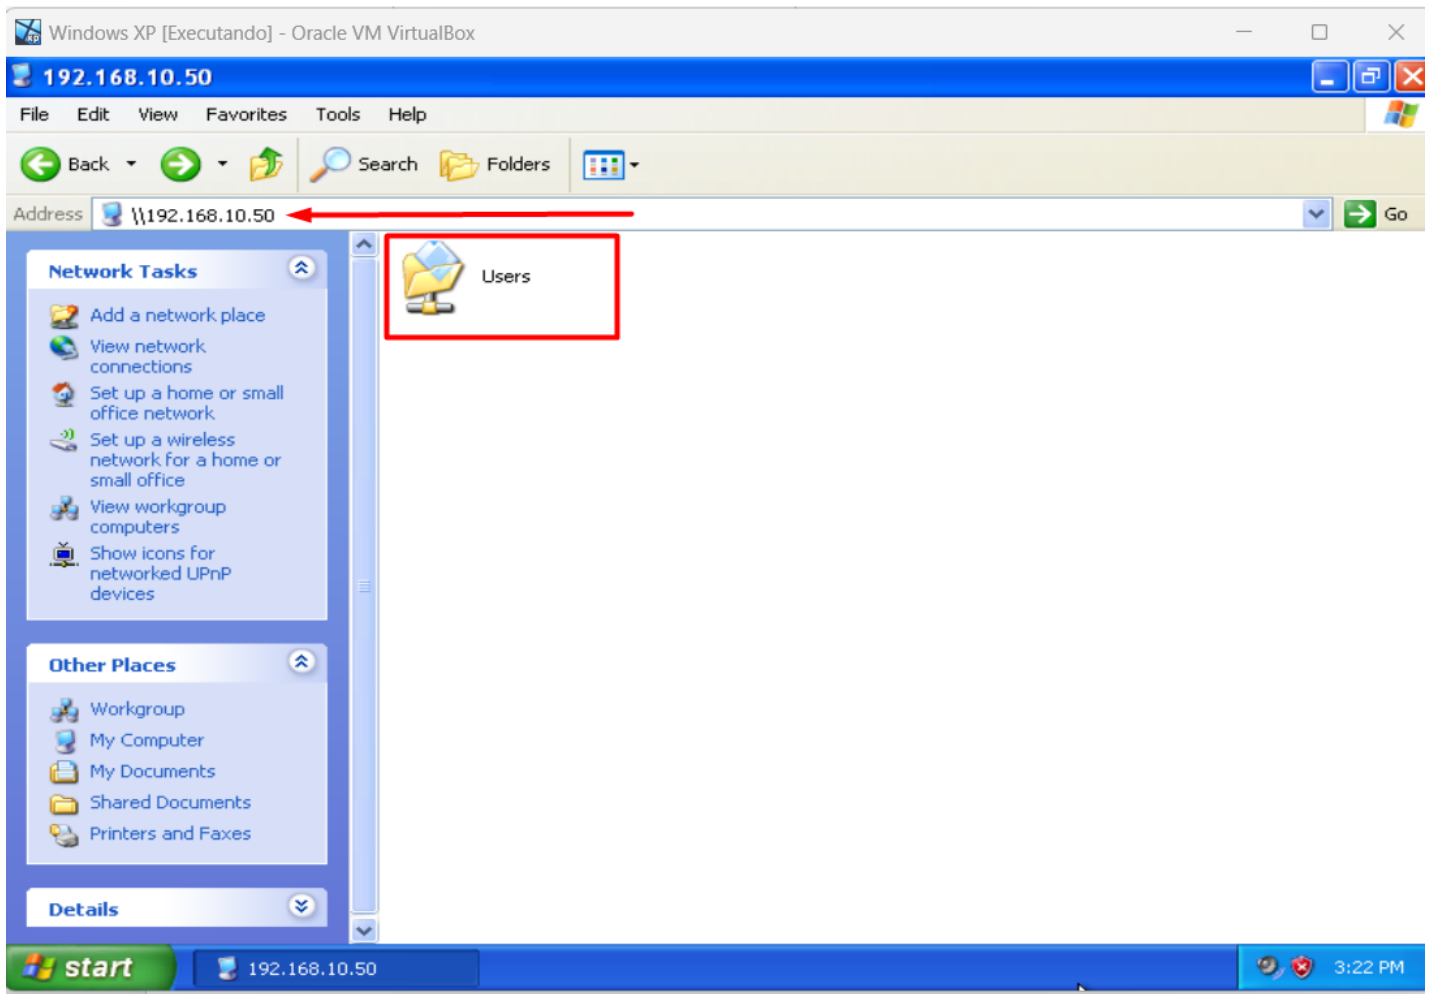 Windows XP [Executando] - Oracle VM VirtualBox
192.168.10.50
File Edit View Favorites Tools Help
Back Search Folders
Address \\192.168.10.50 Go
Network Tasks
Add a network place
View network
connections
Set up a home or small
office network
Set up a wireless
network for a home or
small office
View workgroup
computers
Show icons for
networked UPnP
devices
Other Places
Workgroup
My Computer
My Documents
Shared Documents
Printers and Faxes
Details
Users
start 192.168.10.50 3:22 PM